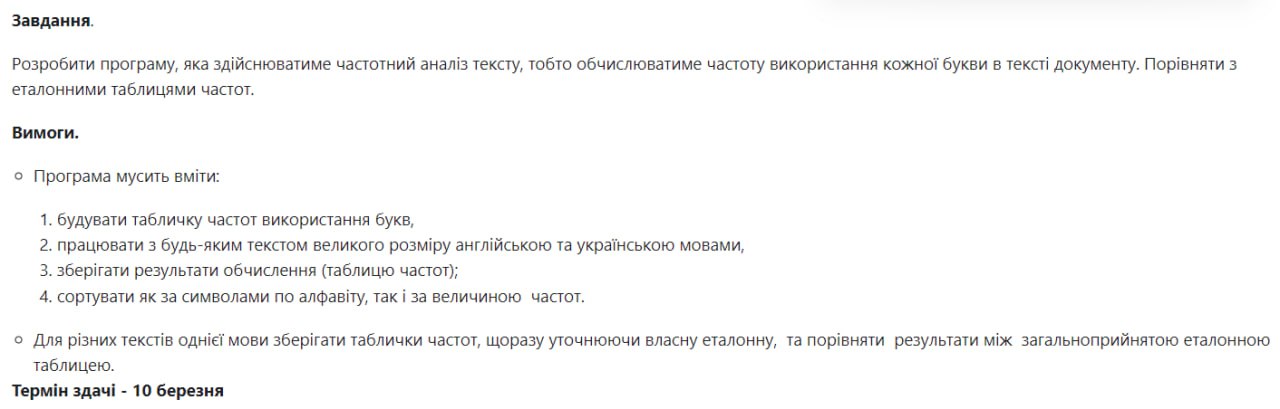 Завдання.
Розробити програму, яка здійснюватиме частотний аналіз тексту, тобто обчислюватиме частоту використання кожної букви в тексті документу. Порівняти з
еталонними таблицями частот.
Вимоги.
Програма мусить вміти:
1. будувати табличку частот використання букв,
2. працювати з будь-яким текстом великого розміру англійською та українською мовами,
3. зберігати результати обчислення (таблицю частот);
4. сортувати як за символами по алфавіту, так і за величиною частот.
Для різних текстів однієї мови зберігати таблички частот, щоразу уточнюючи власну еталонну, та порівняти результати між загальноприйнятою еталонною
таблицею.
Термін здачі - 10 березня